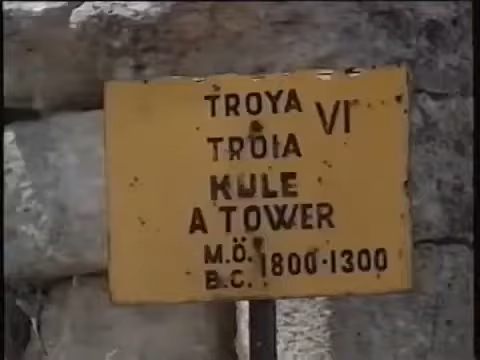 TROYA VI
TROIA
KULE
A TOWER
M.Ö. 1800-1300
B.C.